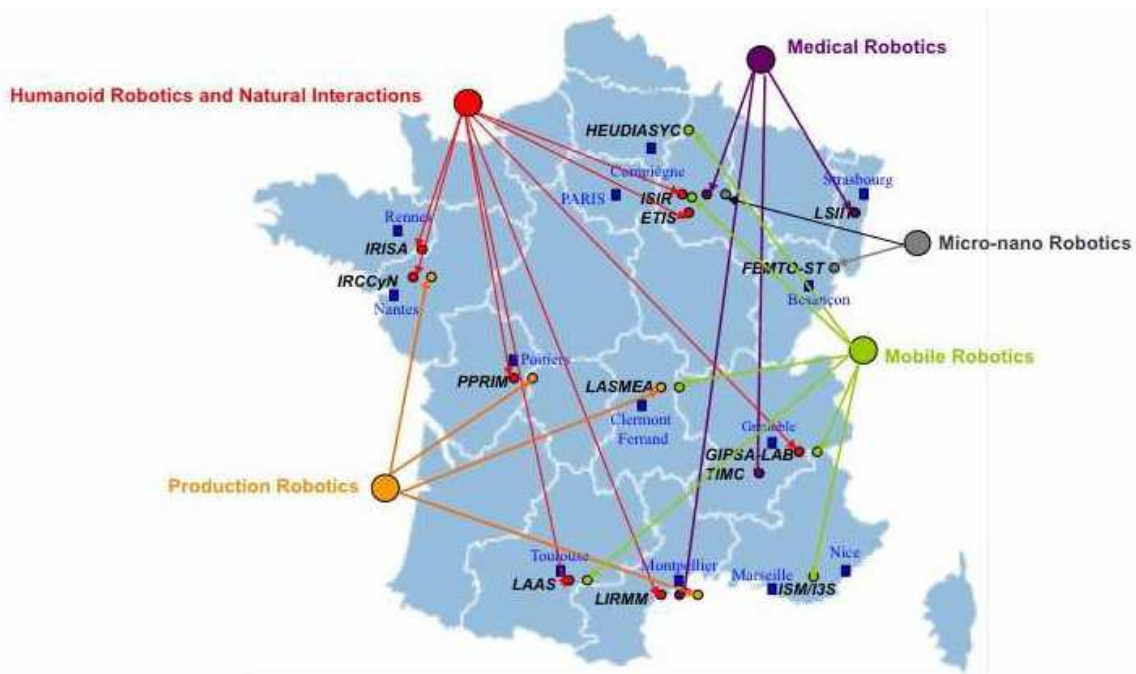 Medical Robotics
Humanoid Robotics and Natural Interactions
HEUDIASYC
Compiègne
Strasbourg
PARIS
ISIR
ETIS
LSIIT
Rennes
IRISA
Micro-nano Robotics
FEMTO-ST
IRCCyN
Besançon
Nantes
Mobile Robotics
Poitiers
PPRIM
LASMEA
Clermont
Ferrand
Grenoble
GIPSA-LAB
TIMC
Production Robotics
Toulouse
Montpellier
Nice
Marseille
LAAS
ISM/I3S
LIRMM